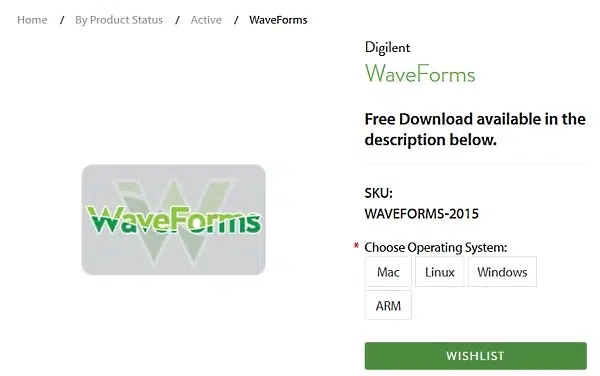 Home / By Product Status / Active / WaveForms
Digilent
WaveForms
Free Download available in the
description below.
WaveForms
SKU:
WAVEFORMS-2015
* Choose Operating System:
Mac Linux Windows
ARM
WISHLIST